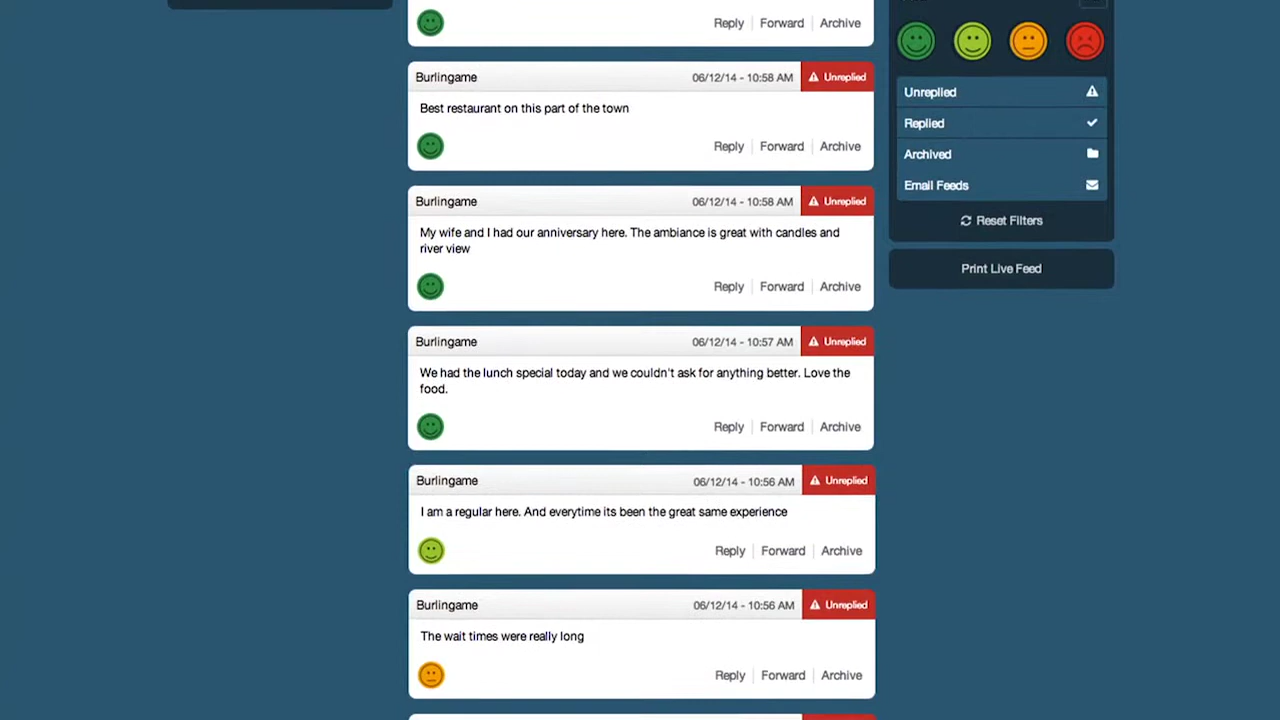 Reply Forward Archive
Burlingame 06/12/14 - 10:58 AM Unreplied
Best restaurant on this part of the town
Reply Forward Archive
Burlingame 06/12/14 - 10:58 AM Unreplied
My wife and I had our anniversary here. The ambiance is great with candles and
river view
Reply Forward Archive
Burlingame 06/12/14 - 10:57 AM Unreplied
We had the lunch special today and we couldn't ask for anything better. Love the
food.
Reply Forward Archive
Burlingame 06/12/14 - 10:56 AM Unreplied
I am a regular here. And everytime its been the great same experience
Reply Forward Archive
Burlingame 06/12/14 - 10:56 AM Unreplied
The wait times were really long
Reply Forward Archive
Unreplied
Replied
Archived
Email Feeds
Reset Filters
Print Live Feed